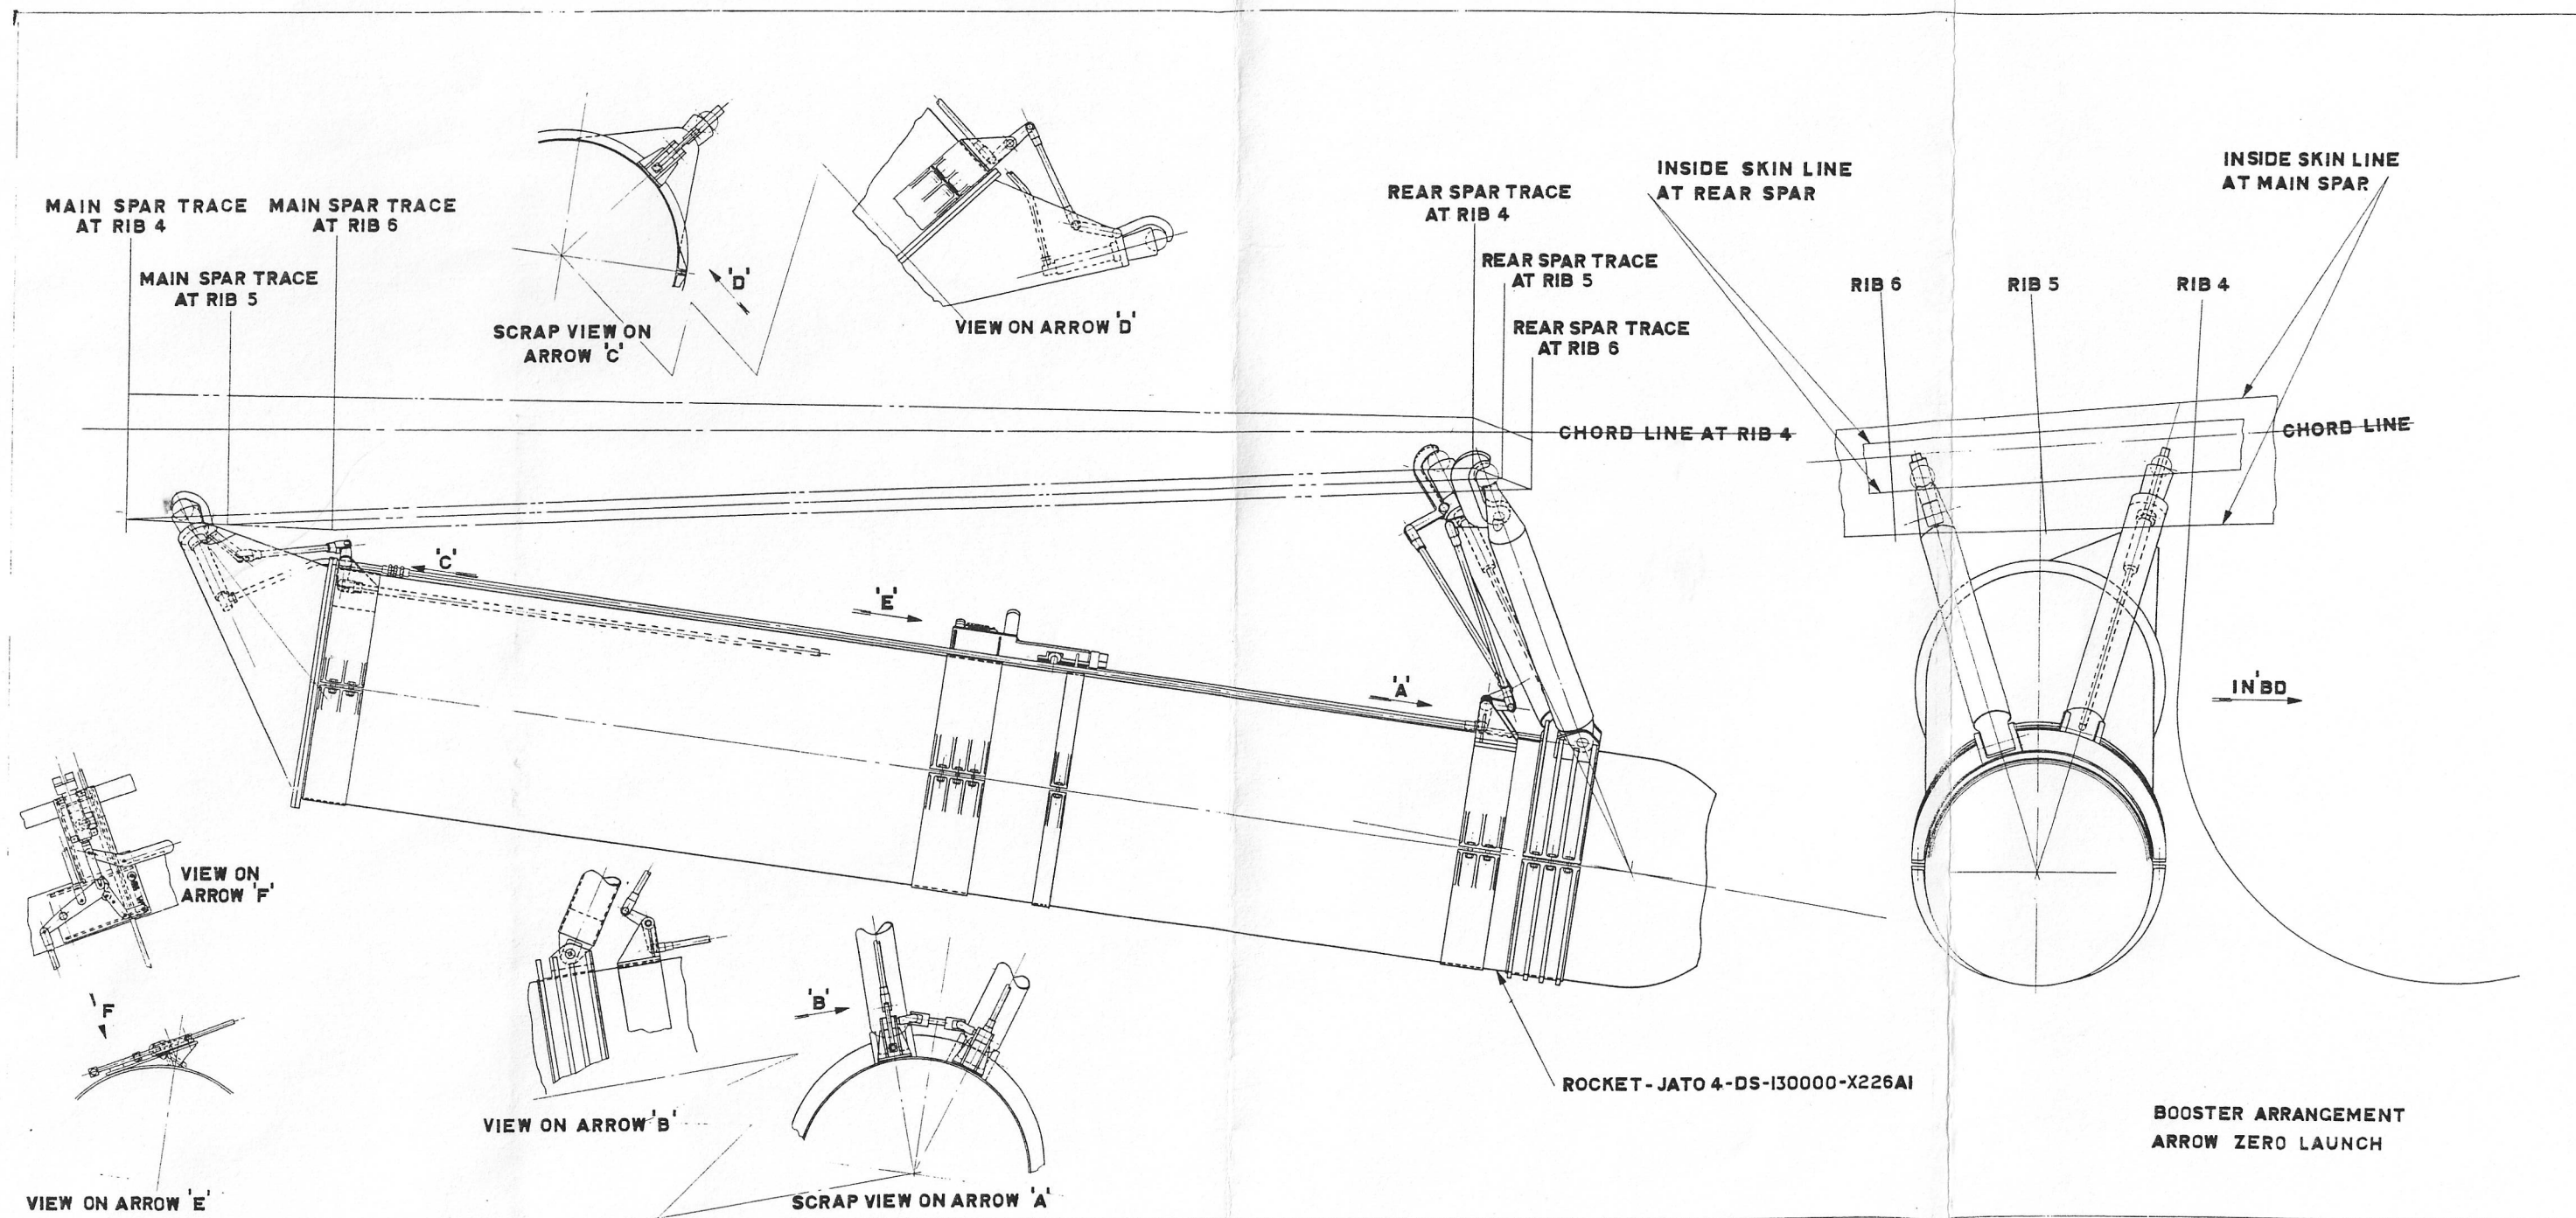 MAIN SPAR TRACE
AT RIB 4
MAIN SPAR TRACE
AT RIB 6
MAIN SPAR TRACE
AT RIB 5
'D'
SCRAP VIEW ON
ARROW 'C'
VIEW ON ARROW 'D'
REAR SPAR TRACE
AT RIB 4
REAR SPAR TRACE
AT RIB 5
REAR SPAR TRACE
AT RIB 6
INSIDE SKIN LINE
AT REAR SPAR
INSIDE SKIN LINE
AT MAIN SPAR
RIB 6
RIB 5
RIB 4
CHORD LINE AT RIB 4
CHORD LINE
'C'
'E'
'A'
IN'BD
VIEW ON
ARROW 'F'
'F
'B'
VIEW ON ARROW 'B'
VIEW ON ARROW 'E'
SCRAP VIEW ON ARROW 'A'
ROCKET-JATO 4-DS-130000-X226A1
BOOSTER ARRANGEMENT
ARROW ZERO LAUNCH